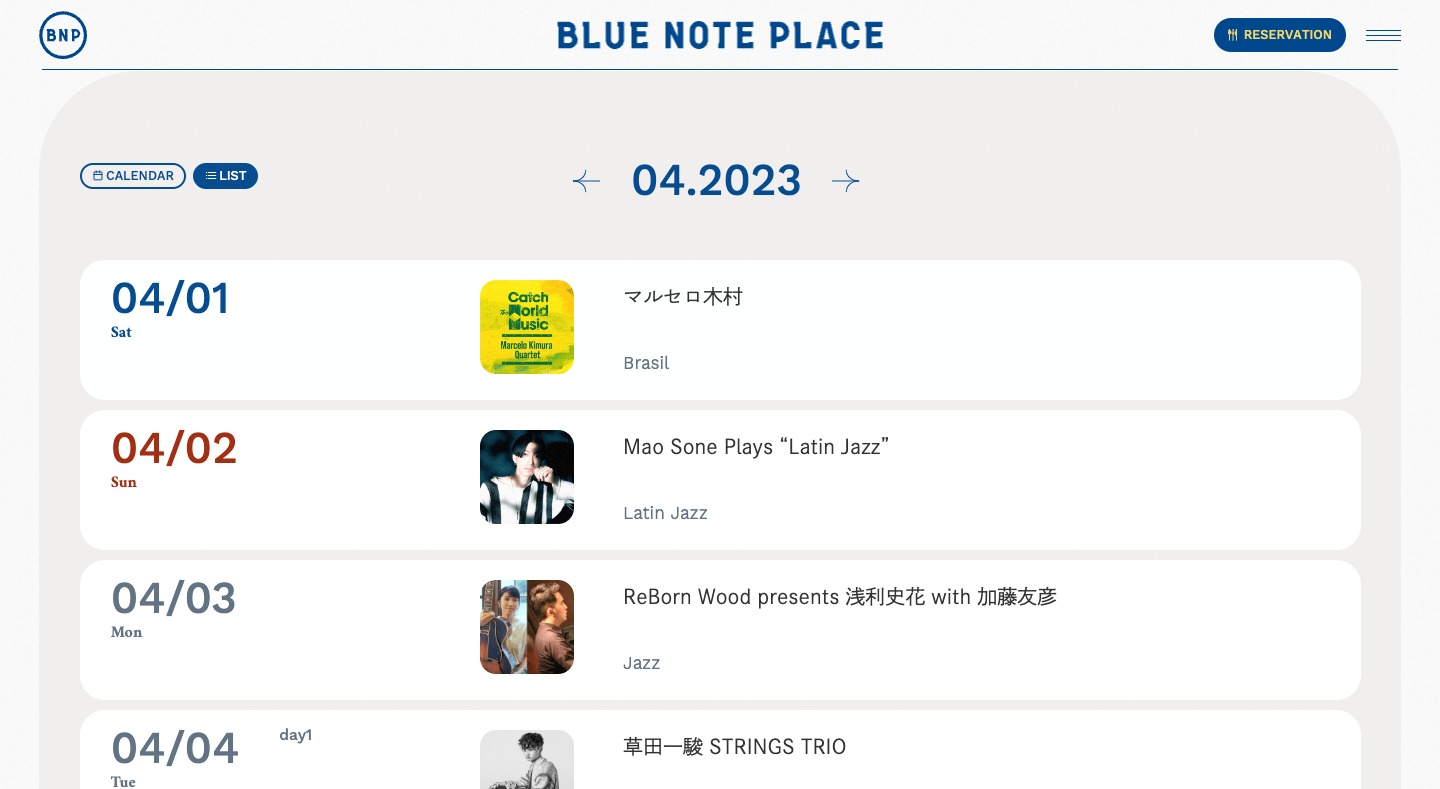 BNP
BLUE NOTE PLACE
RESERVATION
CALENDAR
LIST
04.2023
04/01
Sat
Catch
The World
Music
Marcelo Kimura
Quartet
マルセロ木村
Brasil
04/02
Sun
Mao Sone Plays “Latin Jazz”
Latin Jazz
04/03
Mon
ReBorn Wood presents 浅利史花 with 加藤友彦
Jazz
04/04
Tue
day1
草田一駿 STRINGS TRIO